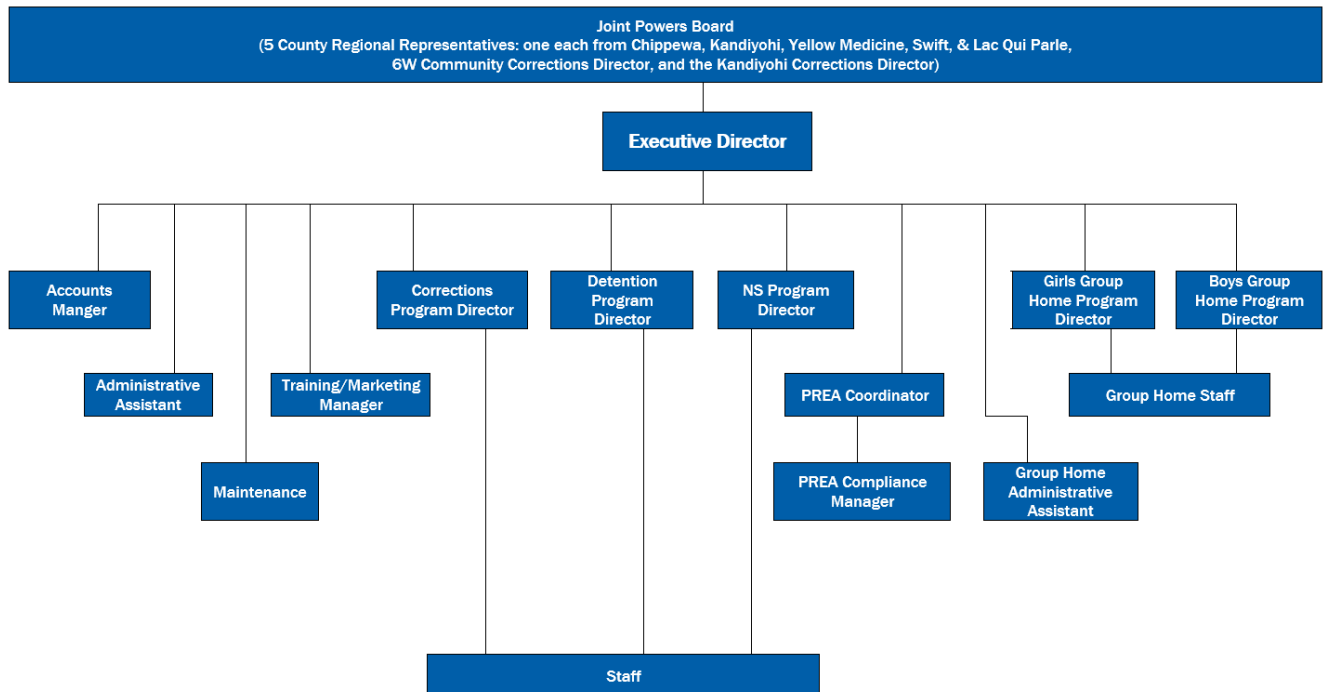 Joint Powers Board
(5 County Regional Representatives: one each from Chippewa, Kandiyohi, Yellow Medicine, Swift, & Lac Qui Parle,
6W Community Corrections Director, and the Kandiyohi Corrections Director)
Executive Director
Accounts
Manger
Corrections
Program Director
Detention
Program
Director
NS Program
Director
Girls Group
Home Program
Director
Boys Group
Home Program
Director
Administrative
Assistant
Training/Marketing
Manager
PREA Coordinator
Group Home Staff
Maintenance
PREA Compliance
Manager
Group Home
Administrative
Assistant
Staff